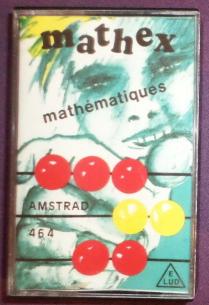 mathex
mathématiques
AMSTRAD
464
E
LUD